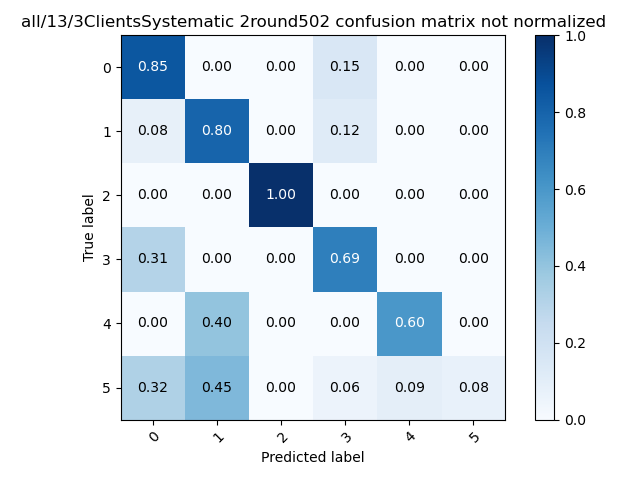 all/13/3ClientsSystematic 2round502 confusion matrix not normalized
0 0.85 0.00 0.00 0.15 0.00 0.00
1 0.08 0.80 0.00 0.12 0.00 0.00
2 0.00 0.00 1.00 0.00 0.00 0.00
3 0.31 0.00 0.00 0.69 0.00 0.00
4 0.00 0.40 0.00 0.00 0.60 0.00
5 0.32 0.45 0.00 0.06 0.09 0.08
0 1 2 3 4 5
True label
Predicted label
1.0
0.8
0.6
0.4
0.2
0.0